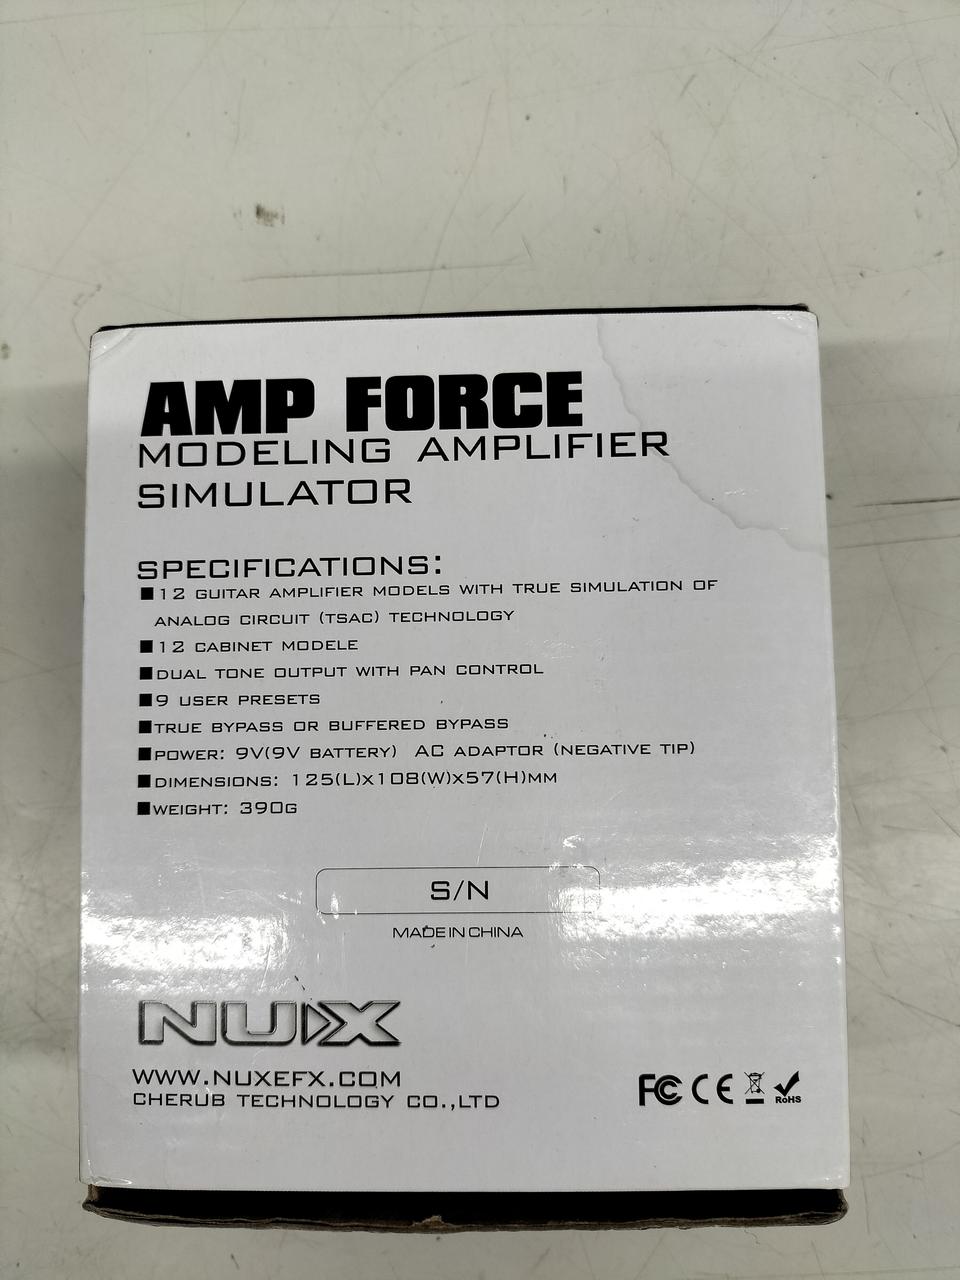 AMP FORCE
MODELING AMPLIFIER
SIMULATOR
SPECIFICATIONS:
■12 GUITAR AMPLIFIER MODELS WITH TRUE SIMULATION OF
ANALOG CIRCUIT (TSAC) TECHNOLOGY
■12 CABINET MODELE
■DUAL TONE OUTPUT WITH PAN CONTROL
■9 USER PRESETS
■TRUE BYPASS OR BUFFERED BYPASS
■POWER: 9V(9V BATTERY) AC ADAPTOR (NEGATIVE TIP)
■DIMENSIONS: 125(L)x108(W)x57(H)MM
■WEIGHT: 390G
S/N
MADE IN CHINA
NUX
WWW.NUXEFX.COM
CHERUB TECHNOLOGY CO.,LTD
FC CE RoHS